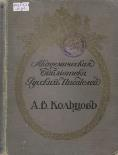 Академическая
Библіотека
Русскихъ Писателей
А.В. Кольцовъ